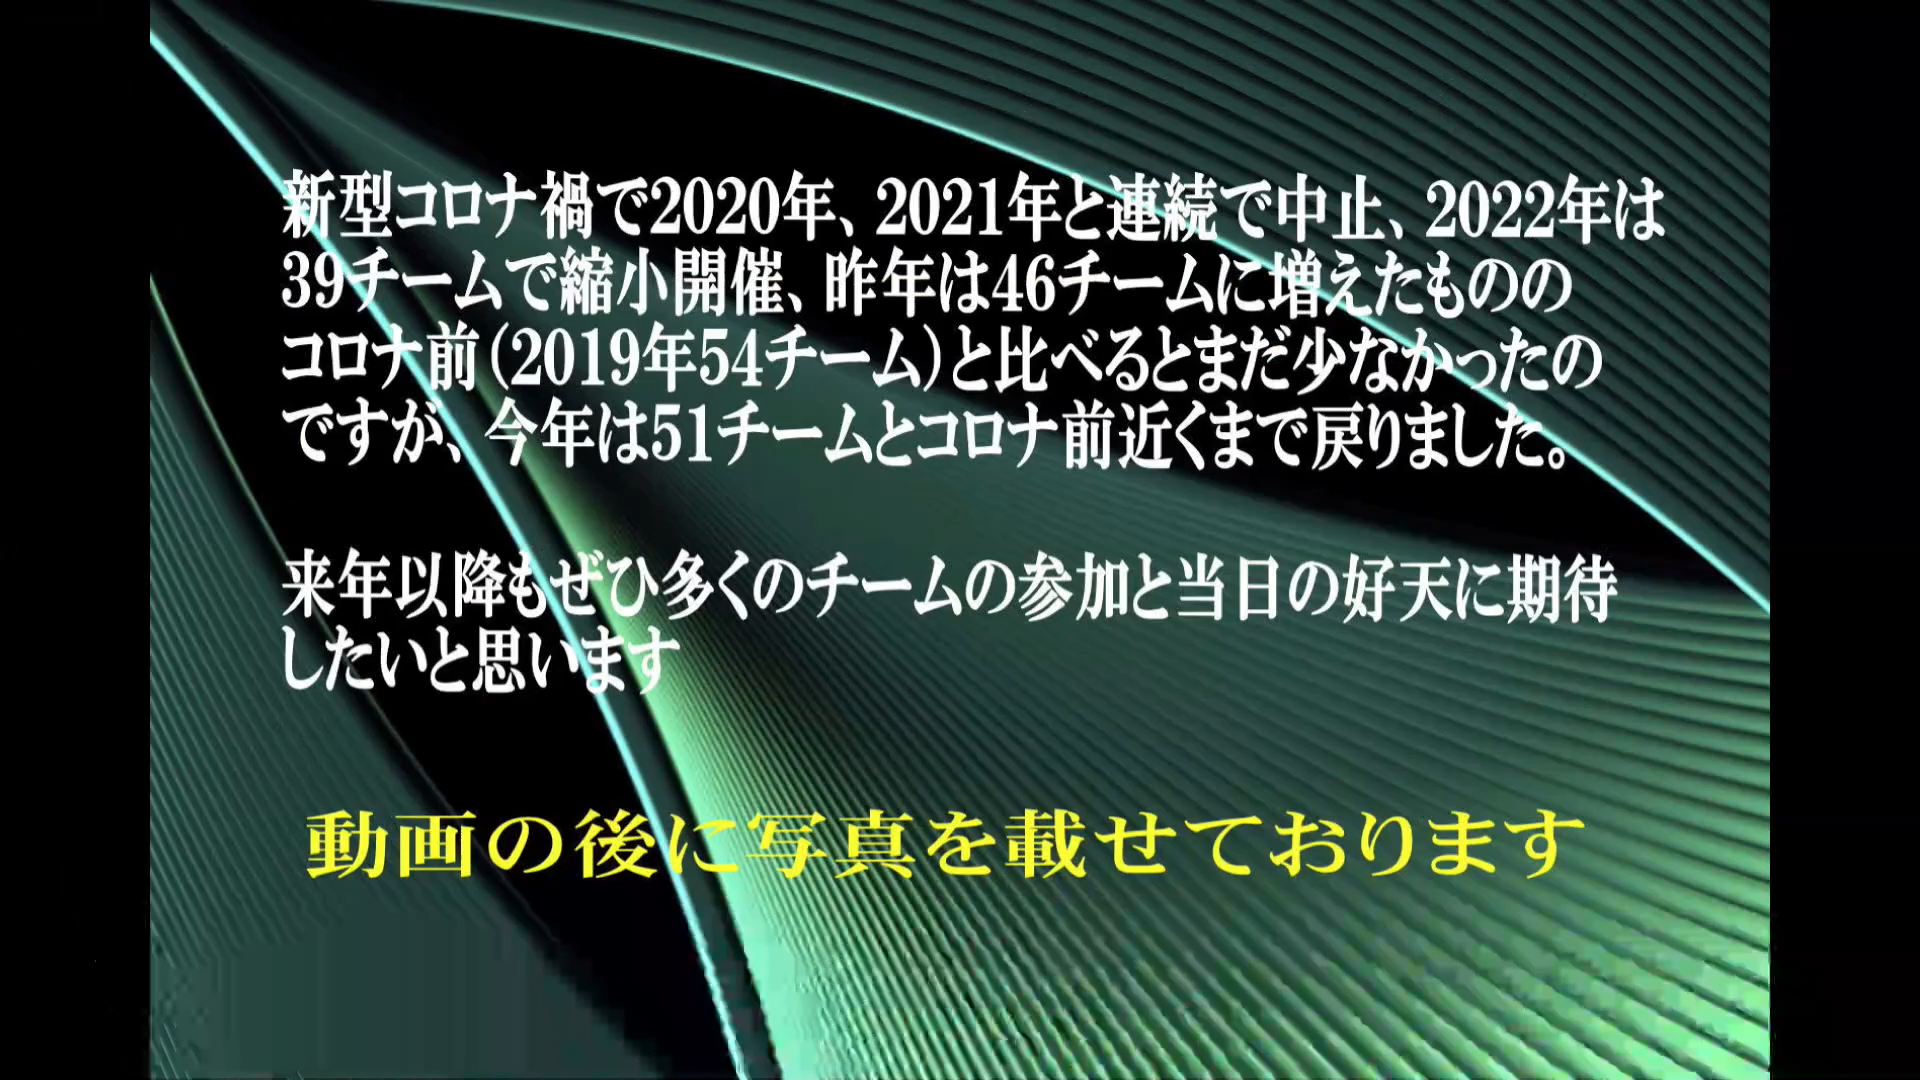 新型コロナ禍で2020年、2021年と連続で中止、2022年は
39チームで縮小開催、昨年は46チームに増えたものの
コロナ前（2019年54チーム）と比べるとまだ少なかったの
ですが、今年は51チームとコロナ前近くまで戻りました。
来年以降もぜひ多くのチームの参加と当日の好天に期待
したいと思います
動画の後に写真を載せております